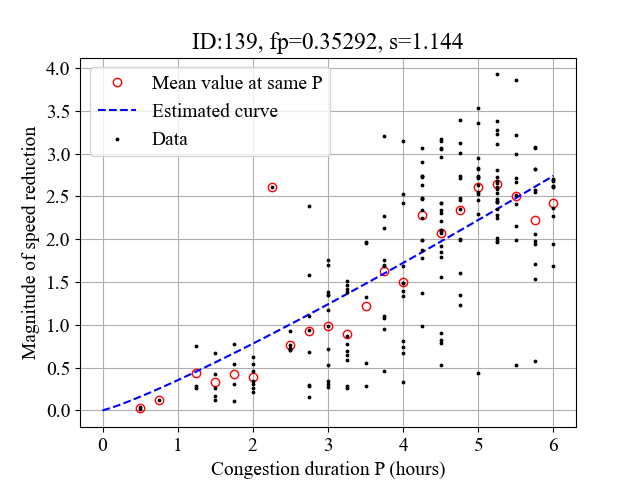 ID:139, fp=0.35292, s=1.144
Mean value at same P
Estimated curve
Data
Magnitude of speed reduction
4.0
3.5
3.0
2.5
2.0
1.5
1.0
0.5
0.0
0 1 2 3 4 5 6
Congestion duration P (hours)